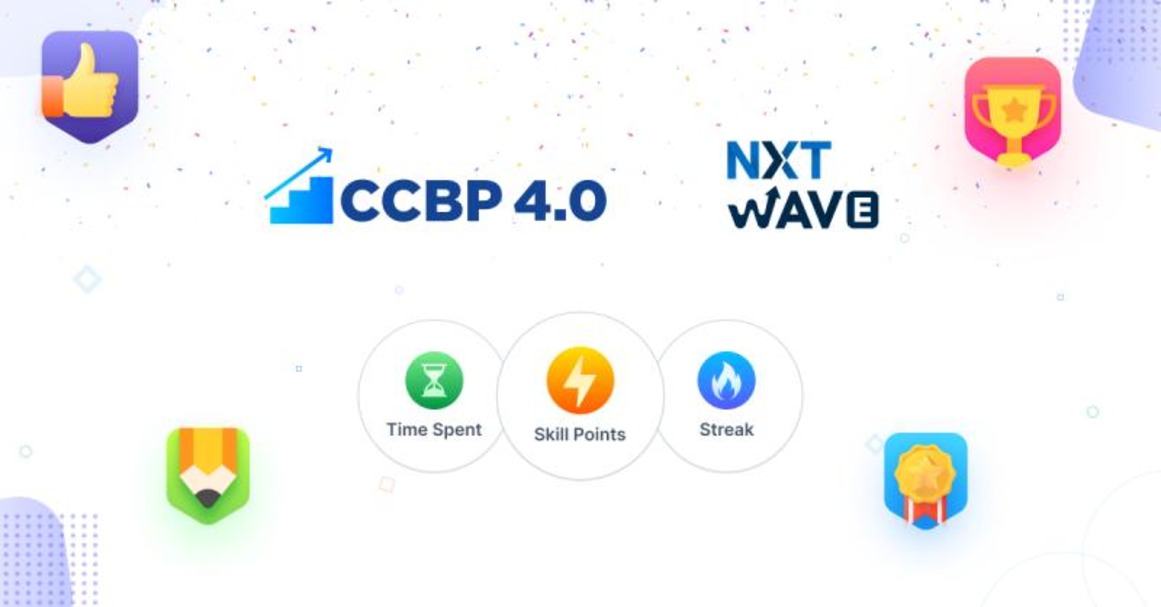 CCBP 4.0
NXT
WAVE
Time Spent
Skill Points
Streak